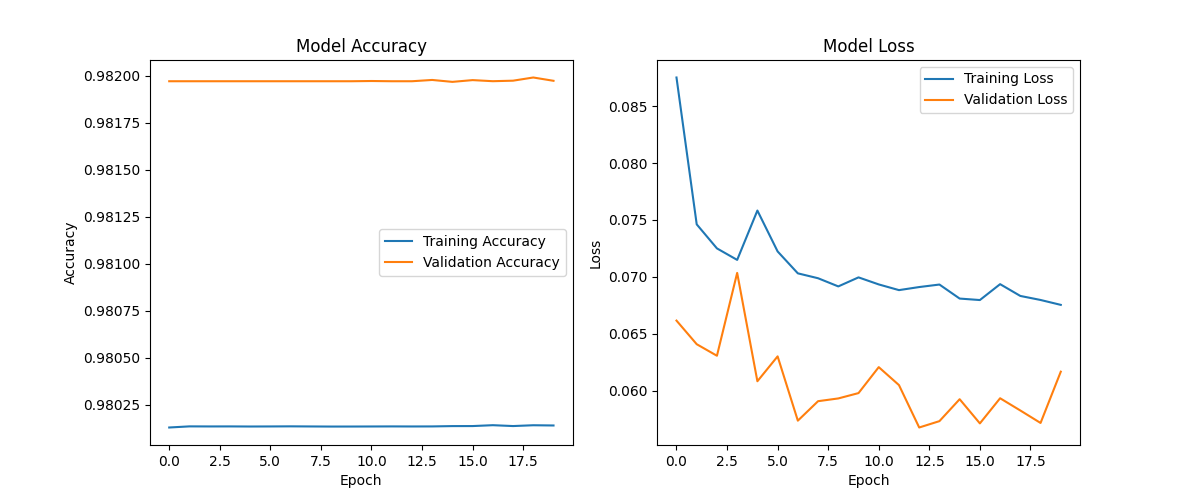 Model Accuracy
0.98200
0.98175
0.98150
0.98125
0.98100
0.98075
0.98050
0.98025
Accuracy
Training Accuracy
Validation Accuracy
0.0 2.5 5.0 7.5 10.0 12.5 15.0 17.5
Epoch
Model Loss
0.085
0.080
0.075
0.070
0.065
0.060
Loss
Training Loss
Validation Loss
0.0 2.5 5.0 7.5 10.0 12.5 15.0 17.5
Epoch